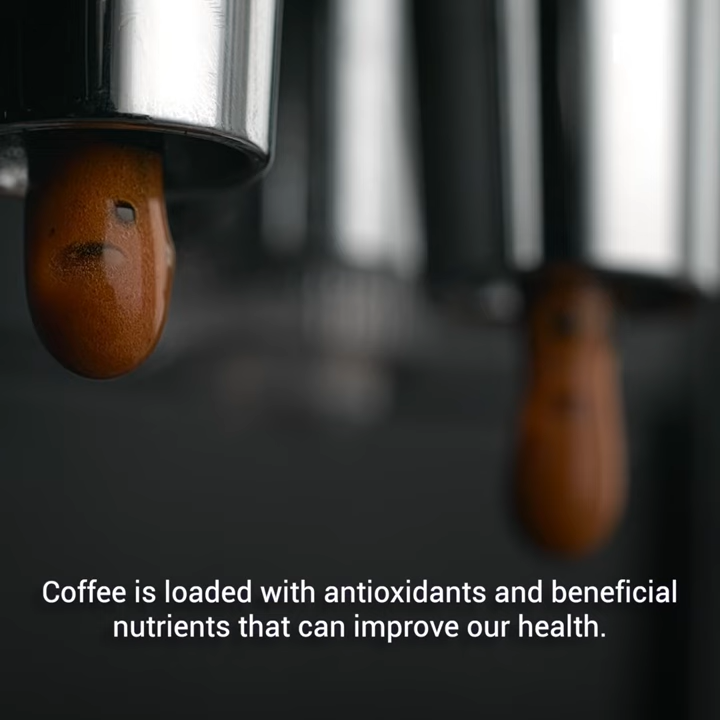 Coffee is loaded with antioxidants and beneficial
nutrients that can improve our health.